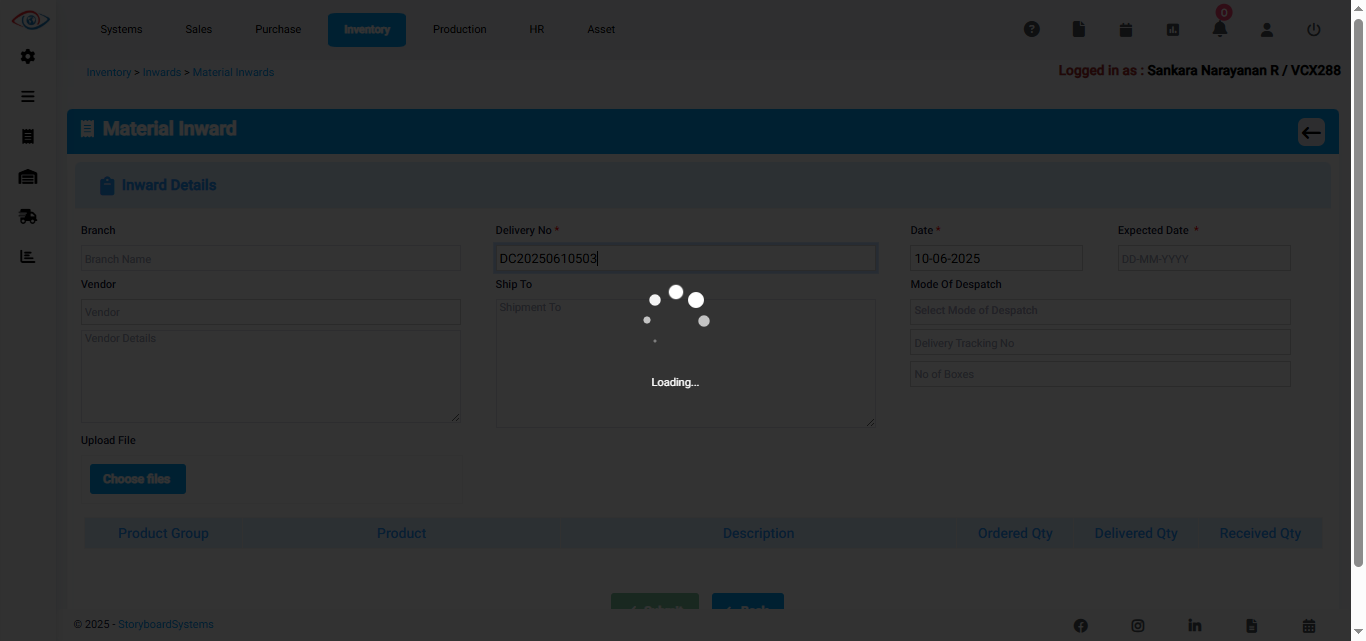 0
Systems Sales Purchase Inventory Production HR Asset
Inventory > Inwards > Material Inwards
Logged in as : Sankara Narayanan R / VCX288
Material Inward
Inward Details
Branch Delivery No * Date * Expected Date *
Branch Name DC20250610503 10-06-2025 DD-MM-YYYY
Vendor Ship To Mode Of Despatch
Vendor Shipment To Select Mode of Despatch
Vendor Details
Delivery Tracking No
No of Boxes
Loading...
Upload File
Choose files
Product Group Product Description Ordered Qty Delivered Qty Received Qty
Submit Back
© 2025 - StoryboardSystems